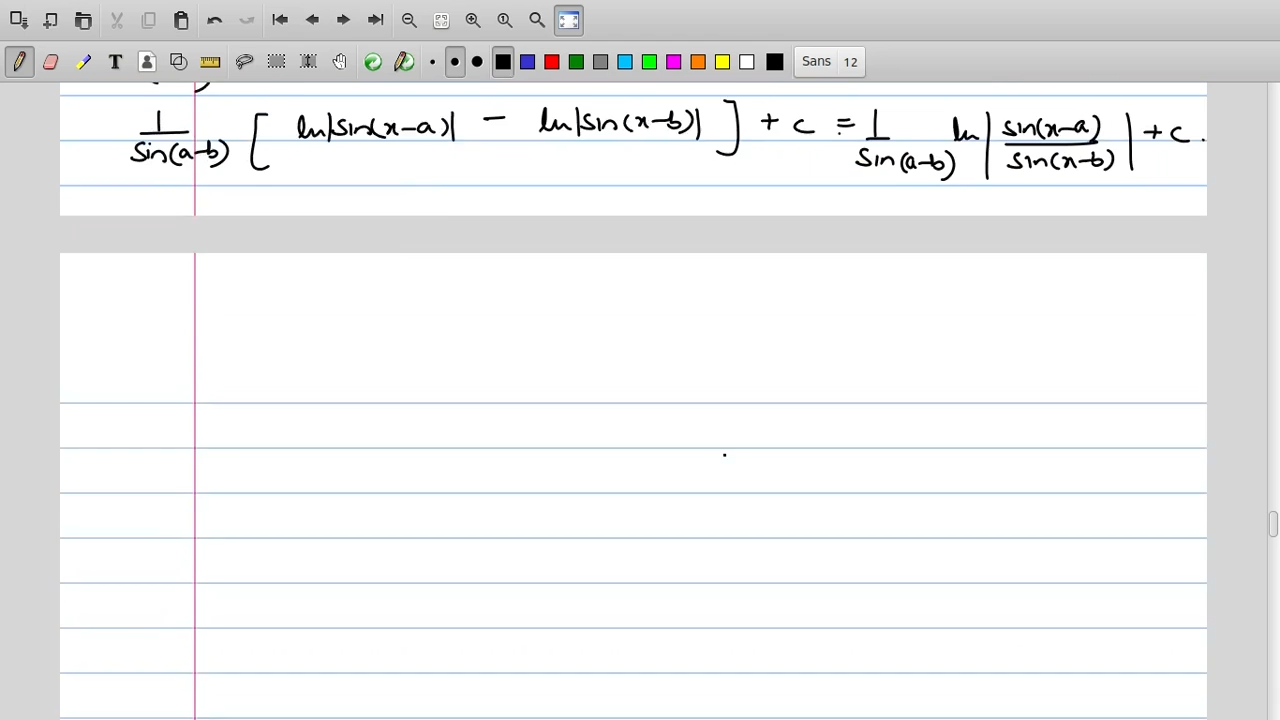 Sans 12
1/sin(a-b) [ ln|sin(x-a)| - ln|sin(x-b)| ] + c = 1/sin(a-b) ln| sin(x-a)/sin(x-b) | + c .